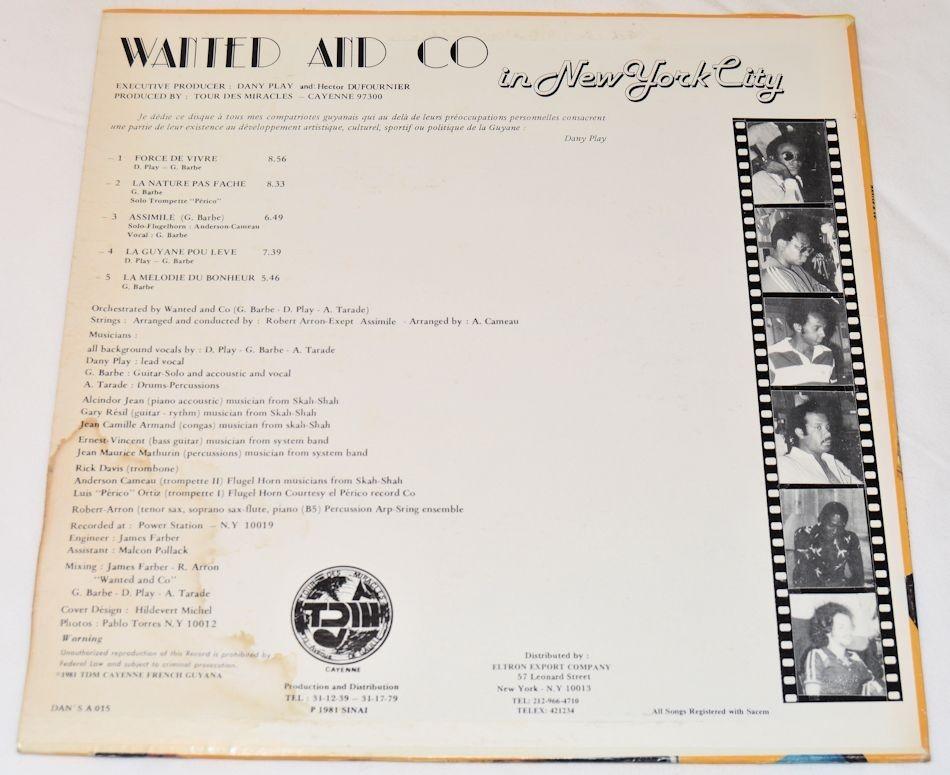 WANTED AND CO
in New York City
EXECUTIVE PRODUCER : DANY PLAY and: Hector DUFOURNIER
PRODUCED BY : TOUR DES MIRACLES – CAYENNE 97300
Je dédie ce disque à tous mes compatriotes guyanais qui au delà de leurs préoccupations personnelles consacrent
une partie de leur existence au développement artistique, culturel, sportif ou politique de la Guyane :
Dany Play
– 1 FORCE DE VIVRE 8.56
D. Play – G. Barbe
– 2 LA NATURE PAS FACHE 8.33
G. Barbe
Solo Trompette "Périco"
– 3 ASSIMILE (G. Barbe) 6.49
Solo-Flugelhorn : Anderson-Cameau
Vocal : G. Barbe
– 4 LA GUYANE POU LEVE 7.39
D. Play – G. Barbe
– 5 LA MELODIE DU BONHEUR 5.46
G. Barbe
Orchestrated by Wanted and Co (G. Barbe - D. Play - A. Tarade)
Strings : Arranged and conducted by : Robert Arron-Exept Assimile - Arranged by : A. Cameau
Musicians :
all background vocals by : D. Play - G. Barbe - A. Tarade
Dany Play : lead vocal
G. Barbe : Guitar-Solo and accoustic and vocal
A. Tarade : Drums-Percussions
Alcindor Jean (piano accoustic) musician from Skah-Shah
Gary Résil (guitar - rythm) musician from Skah-Shah
Jean Camille Armand (congas) musician from skah-Shah
Ernest-Vincent (bass guitar) musician from system band
Jean Maurice Mathurin (percussions) musician from system band
Rick Davis (trombone)
Anderson Cameau (trompette II) Flugel Horn musicians from Skah-Shah
Luis "Périco" Ortiz (trompette I) Flugel Horn Courtesy el Périco record Co
Robert-Arron (tenor sax, soprano sax-flute, piano (B5) Percussion Arp-Sring ensemble
Recorded at : Power Station – N.Y 10019
Engineer : James Farber
Assistant : Malcon Pollack
Mixing : James Farber - R. Arron
"Wanted and Co"
G. Barbe - D. Play - A. Tarade
Cover Désign : Hildevert Michel
Photos : Pablo Torres N.Y 10012
Warning
Unauthorized reproduction of this Record is prohibited by
Federal Law and subject to criminal prosecution.
©1981 TDM CAYENNE FRENCH GUYANA
DAN'S A 015
TOUR DES MIRACLES
TDM
CAYENNE
Production and Distribution
TEL : 31-12-39 – 31-17-79
P 1981 SINAI
Distributed by :
ELTRON EXPORT COMPANY
57 Leonard Street
New York - N.Y 10013
TEL: 212-966-4710
TELEX: 421234
All Songs Registered with Sacem